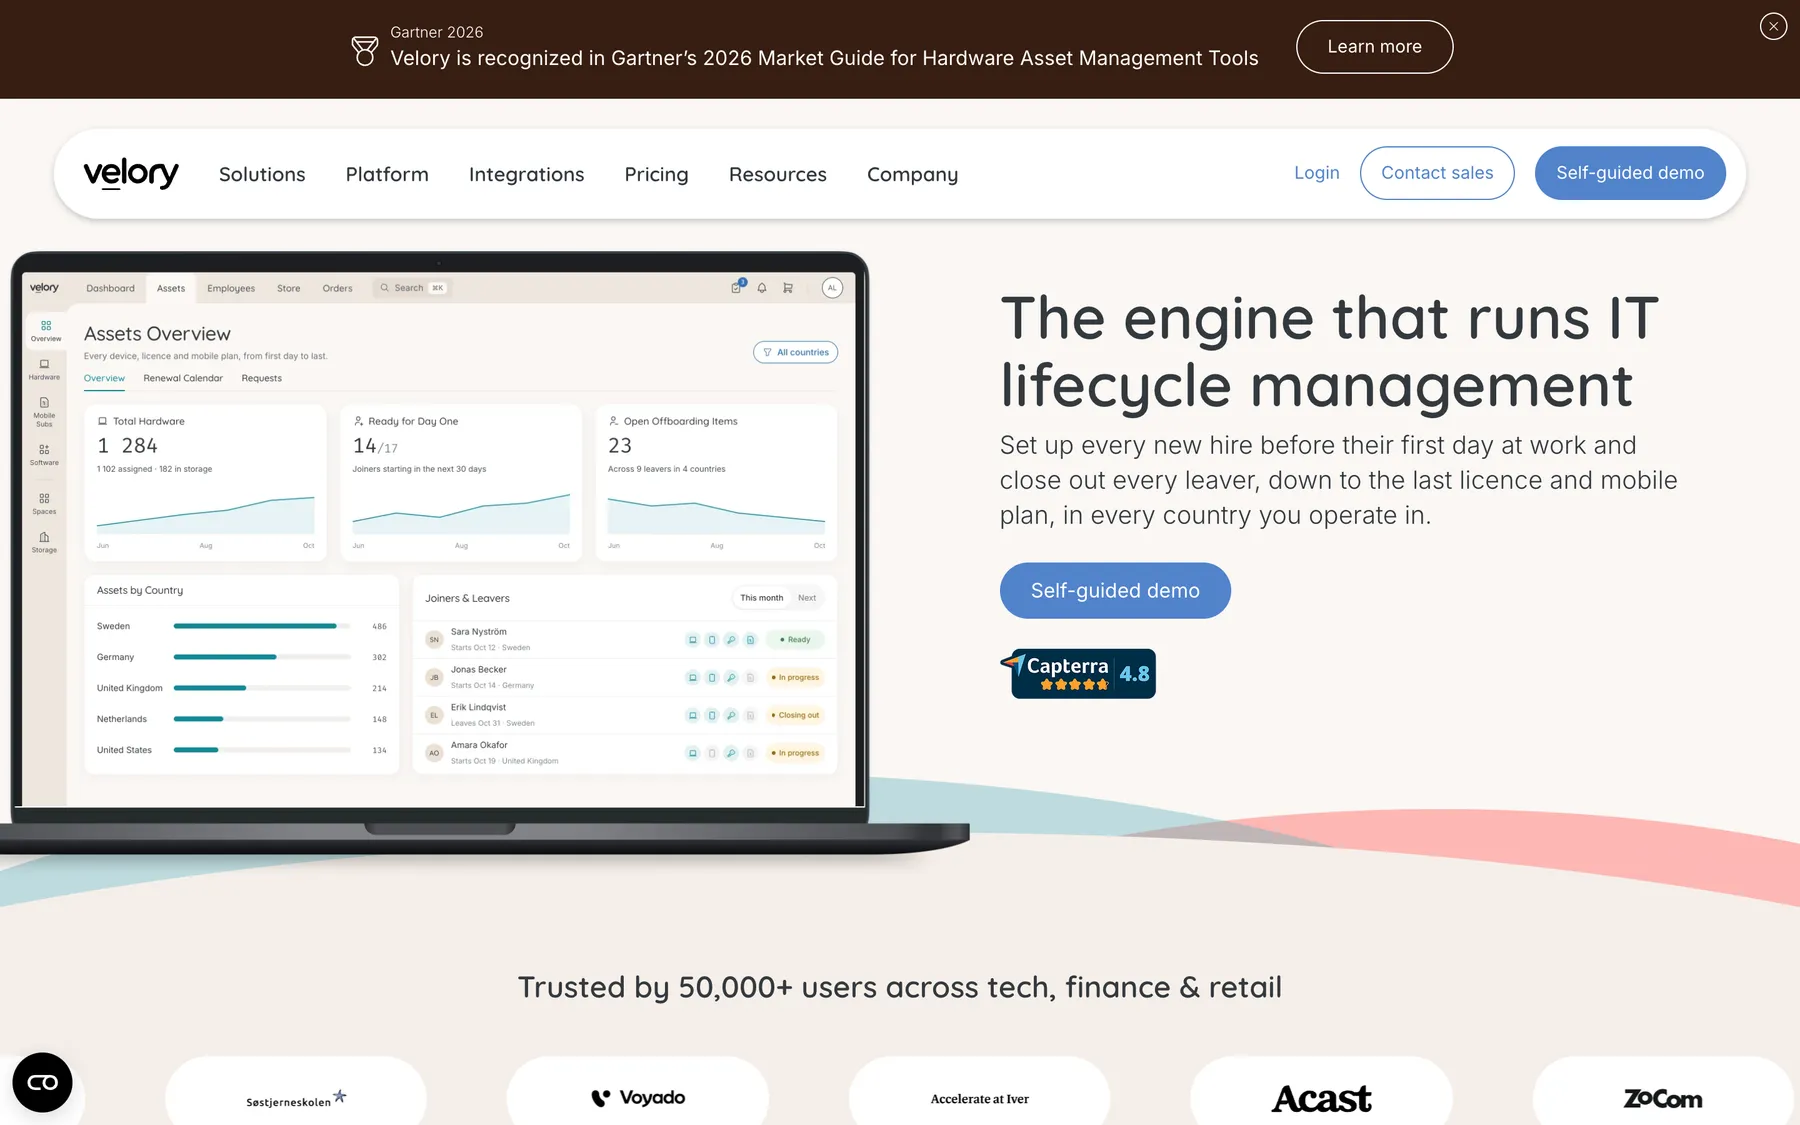 Gartner 2026
Velory is recognized in Gartner’s 2026 Market Guide for Hardware Asset Management Tools
Learn more
velory
Solutions
Platform
Integrations
Pricing
Resources
Company
Login
Contact sales
Self-guided demo
velory
Dashboard
Assets
Employees
Store
Orders
Search
⌘K
3
AL
Overview
Hardware
Mobile
Subs
Software
Spaces
Storage
Assets Overview
Every device, licence and mobile plan, from first day to last.
All countries
Overview
Renewal Calendar
Requests
Total Hardware
1 284
1 102 assigned · 182 in storage
Jun
Aug
Oct
Ready for Day One
14/17
Joiners starting in the next 30 days
Jun
Aug
Oct
Open Offboarding Items
23
Across 9 leavers in 4 countries
Jun
Aug
Oct
Assets by Country
Sweden 486
Germany 302
United Kingdom 214
Netherlands 148
United States 134
Joiners & Leavers
This month
Next
SN
Sara Nyström
Starts Oct 12 · Sweden
Ready
JB
Jonas Becker
Starts Oct 14 · Germany
In progress
EL
Erik Lindqvist
Leaves Oct 31 · Sweden
Closing out
AO
Amara Okafor
Starts Oct 19 · United Kingdom
In progress
The engine that runs IT
lifecycle management
Set up every new hire before their first day at work and
close out every leaver, down to the last licence and mobile
plan, in every country you operate in.
Self-guided demo
Capterra
4.8
Trusted by 50,000+ users across tech, finance & retail
Søstjerneskolen
Voyado
Accelerate at Iver
Acast
ZoCom